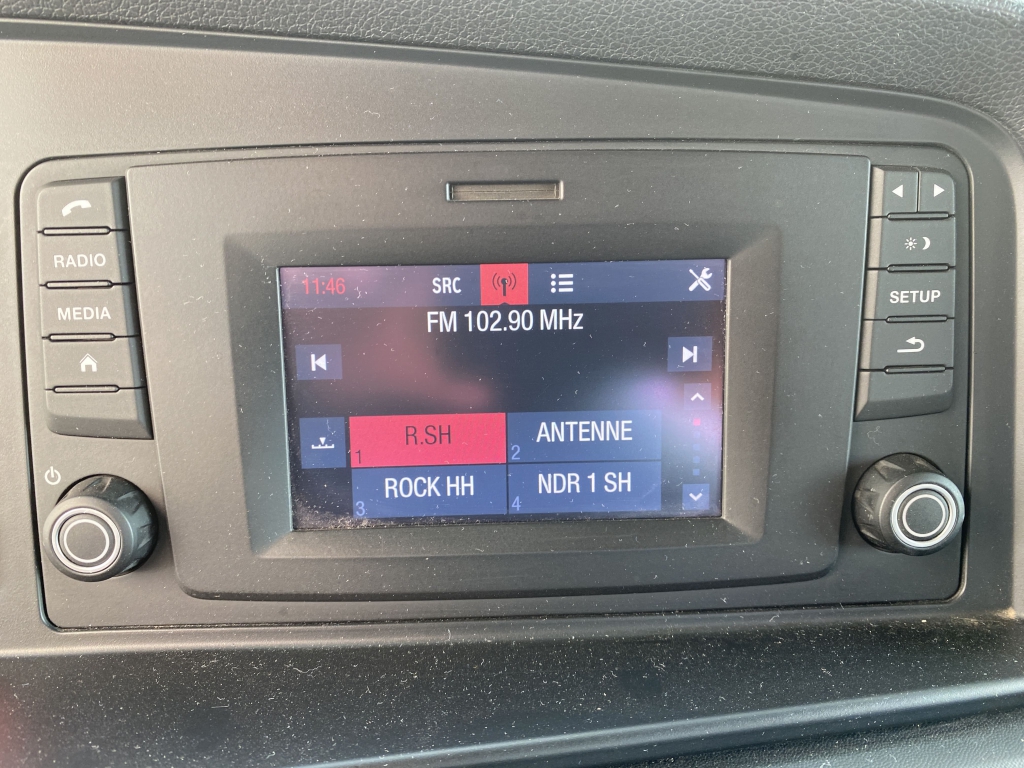 RADIO
MEDIA
11:46 SRC
FM 102.90 MHz
R.SH
1
ANTENNE
2
ROCK HH
3
NDR 1 SH
4
SETUP